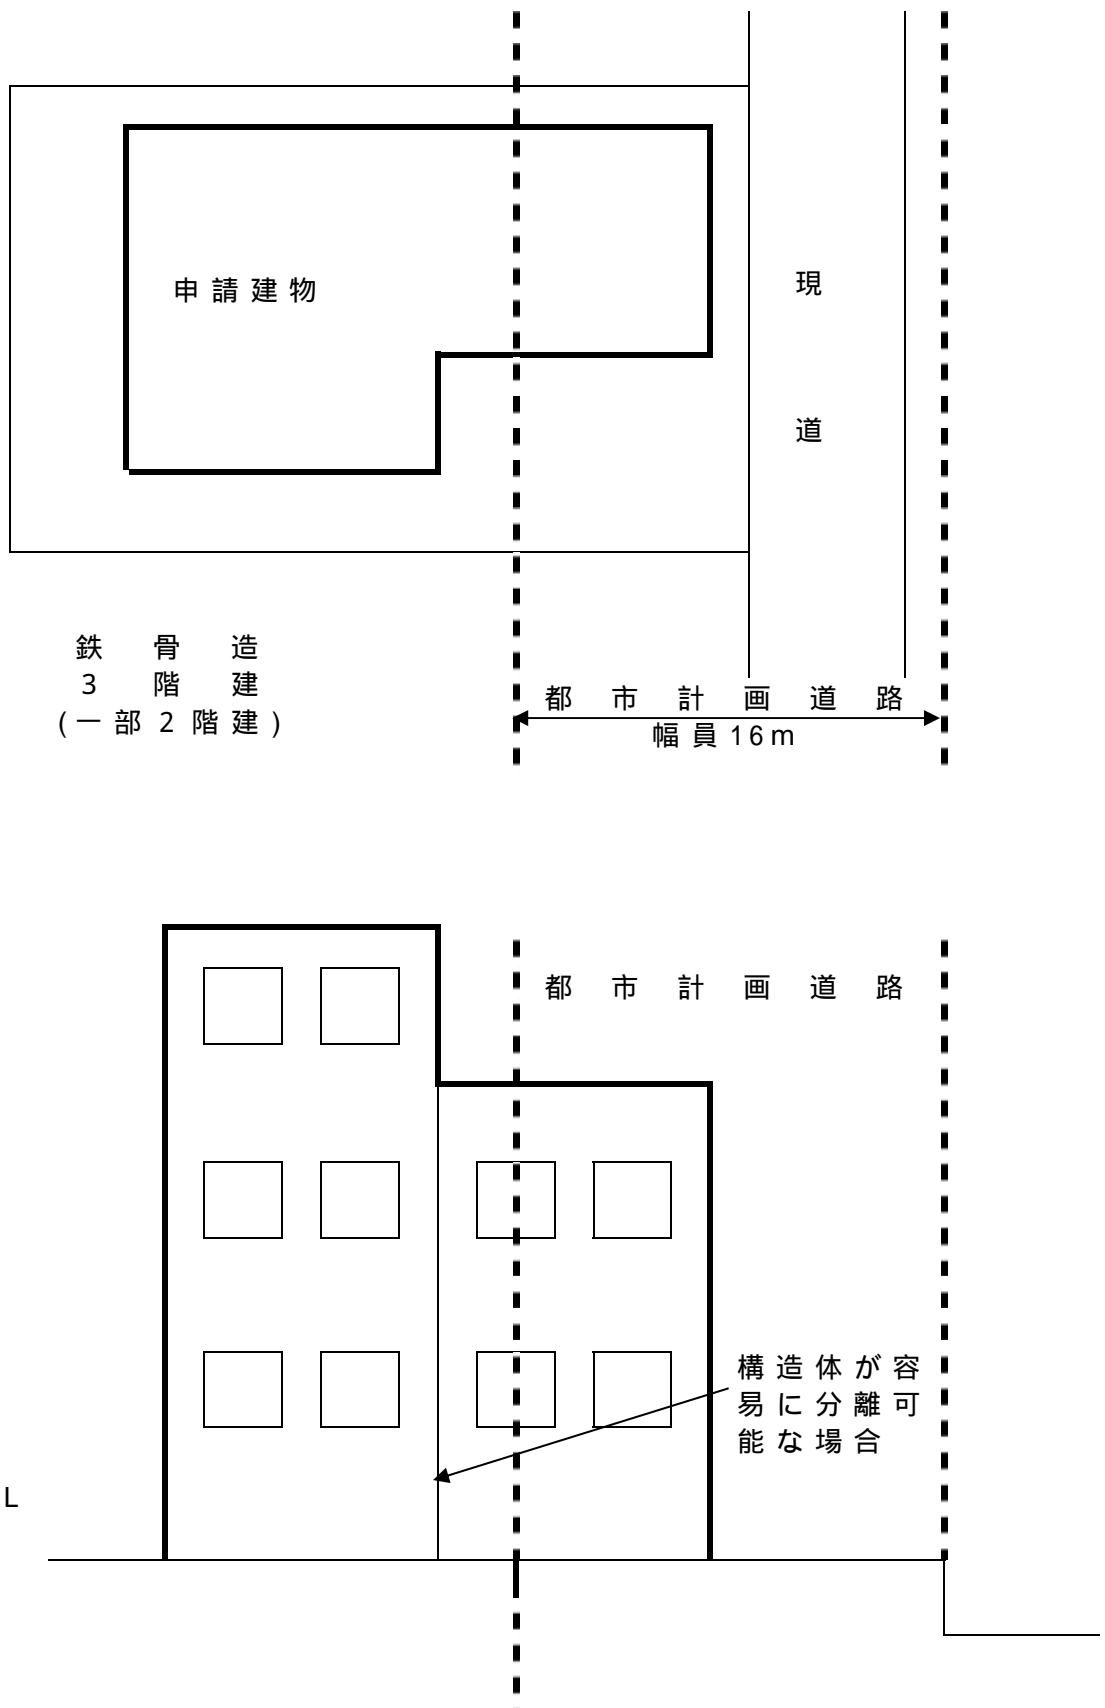 申請建物
現
道
鉄骨造
3階建
(一部2階建)
都市計画道路
幅員16m
都市計画道路
構造体が容
易に分離可
能な場合
L